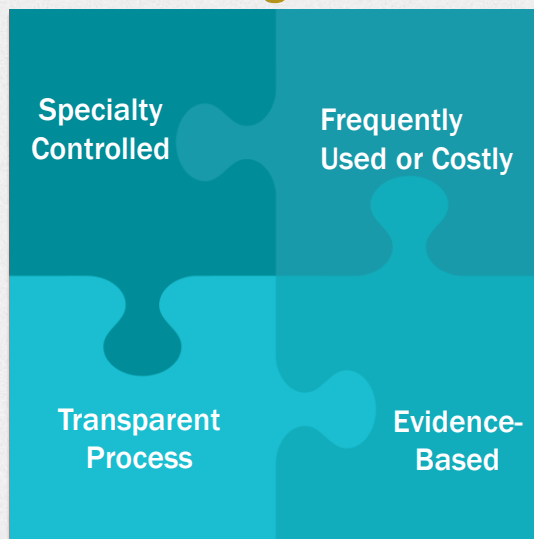 Specialty
Controlled
Frequently
Used or Costly
Transparent
Process
Evidence-
Based